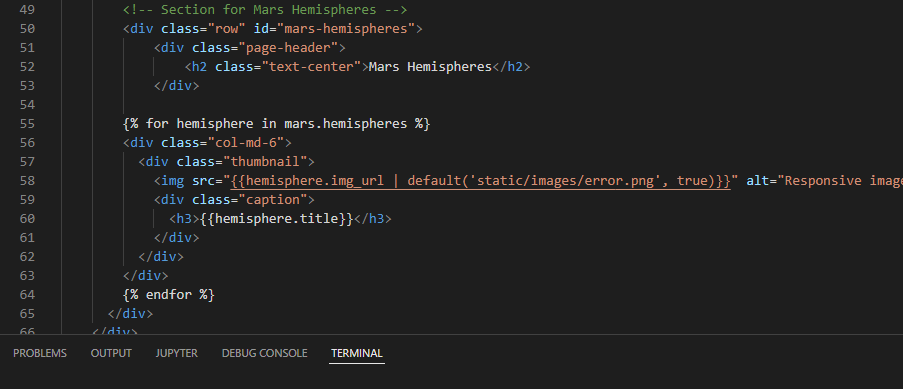 49 <!-- Section for Mars Hemispheres -->
50 <div class="row" id="mars-hemispheres">
51 <div class="page-header">
52 <h2 class="text-center">Mars Hemispheres</h2>
53 </div>
54
55 {% for hemisphere in mars.hemispheres %}
56 <div class="col-md-6">
57 <div class="thumbnail">
58 <img src="{{hemisphere.img_url | default('static/images/error.png', true)}}" alt="Responsive image
59 <div class="caption">
60 <h3>{{hemisphere.title}}</h3>
61 </div>
62 </div>
63 </div>
64 {% endfor %}
65 </div>
66 </div>
PROBLEMS OUTPUT JUPYTER DEBUG CONSOLE TERMINAL